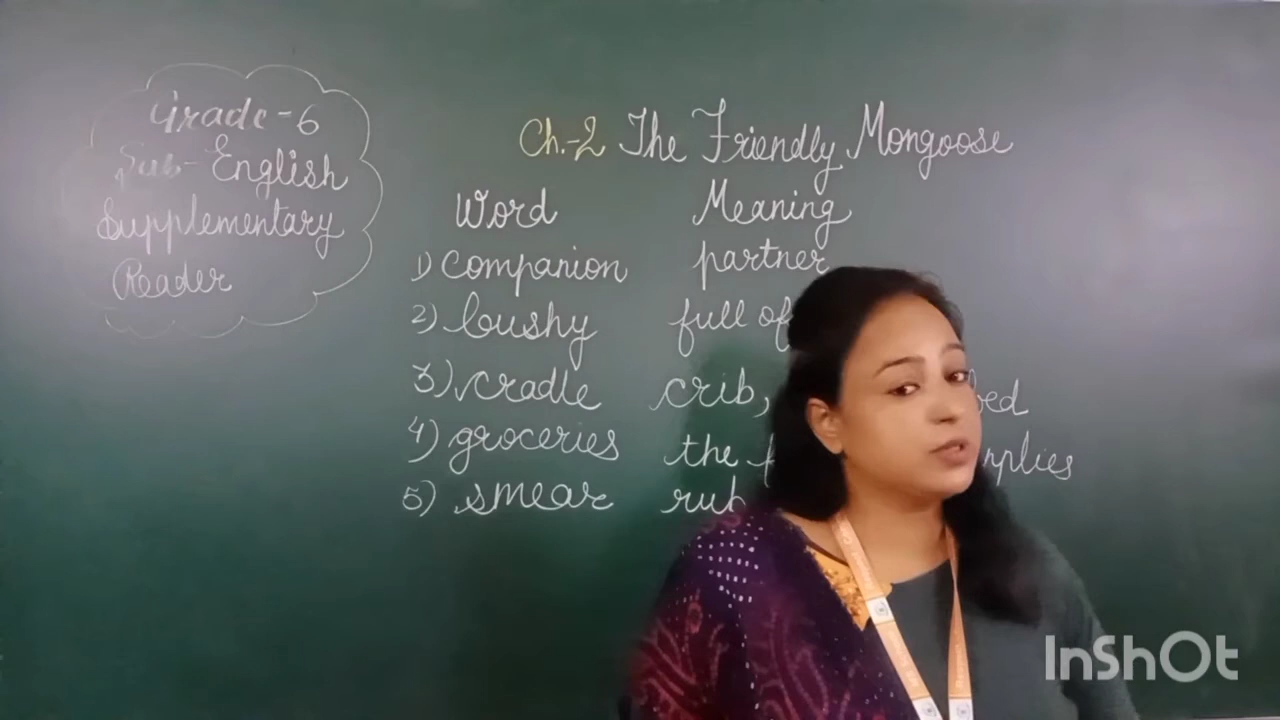 Grade-6
Sub-English
Supplementary
Reader
Ch.-2 The Friendly Mongoose
Word Meaning
1) companion partner
2) bushy full of
3) cradle crib, bed
4) groceries the
5) smear rub
InShOt